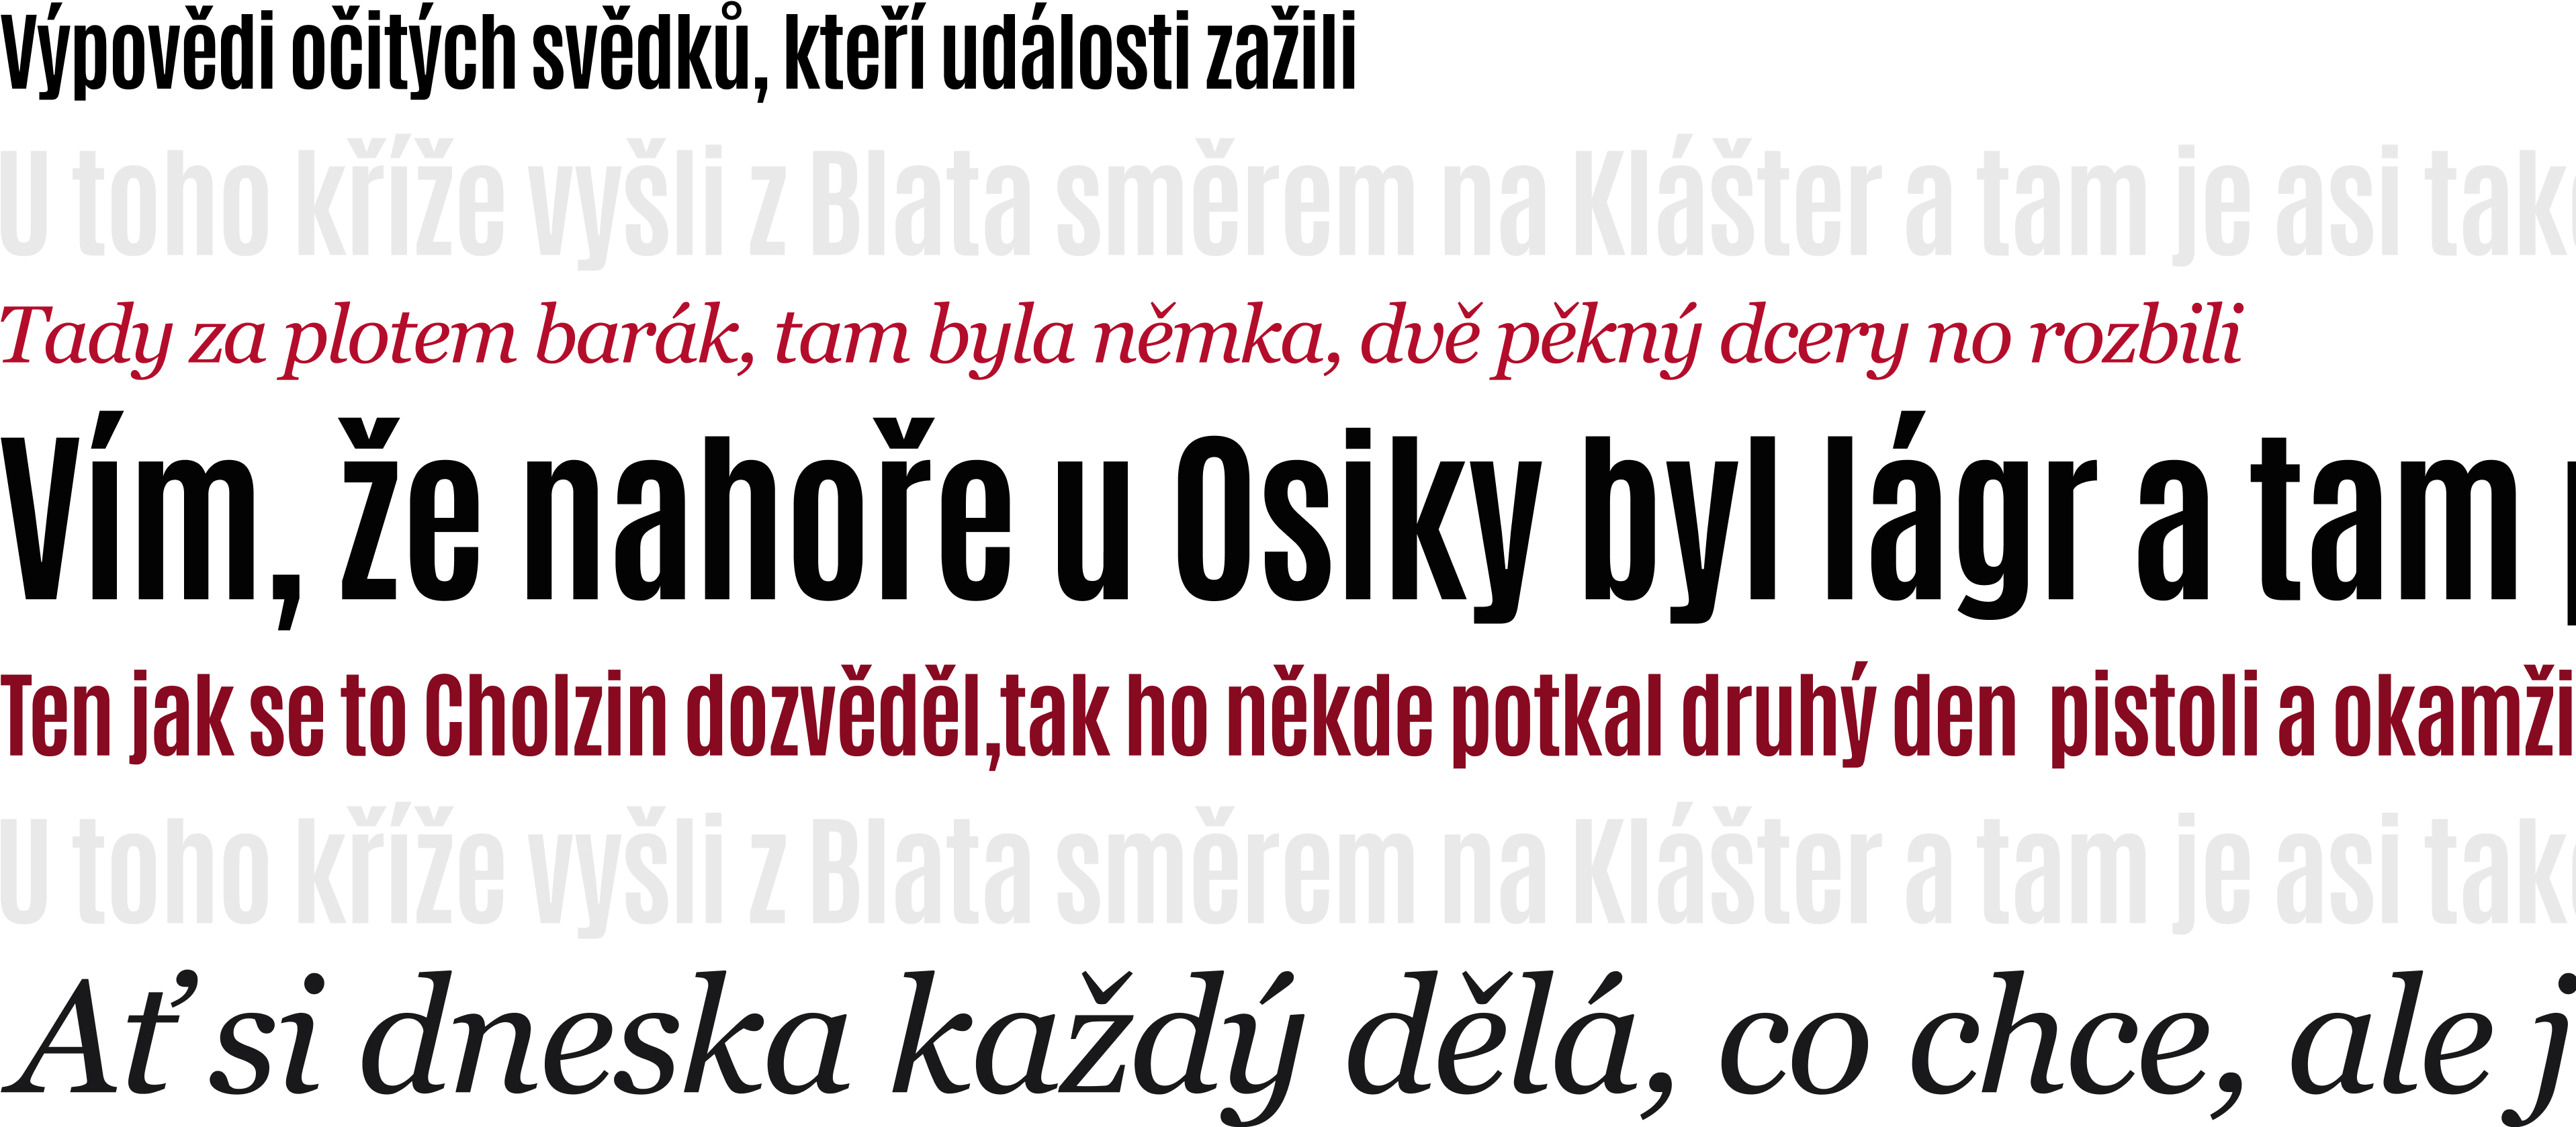 Výpovědi očitých svědků, kteří události zažili
U toho kříže vyšli z Blata směrem na Klášter a tam je asi také
Tady za plotem barák, tam byla němka, dvě pěkný dcery no rozbili
Vím, že nahoře u Osiky byl lágr a tam p
Ten jak se to Cholzin dozvěděl,tak ho někde potkal druhý den  pistoli a okamži
U toho kříže vyšli z Blata směrem na Klášter a tam je asi také
Ať si dneska každý dělá, co chce, ale j